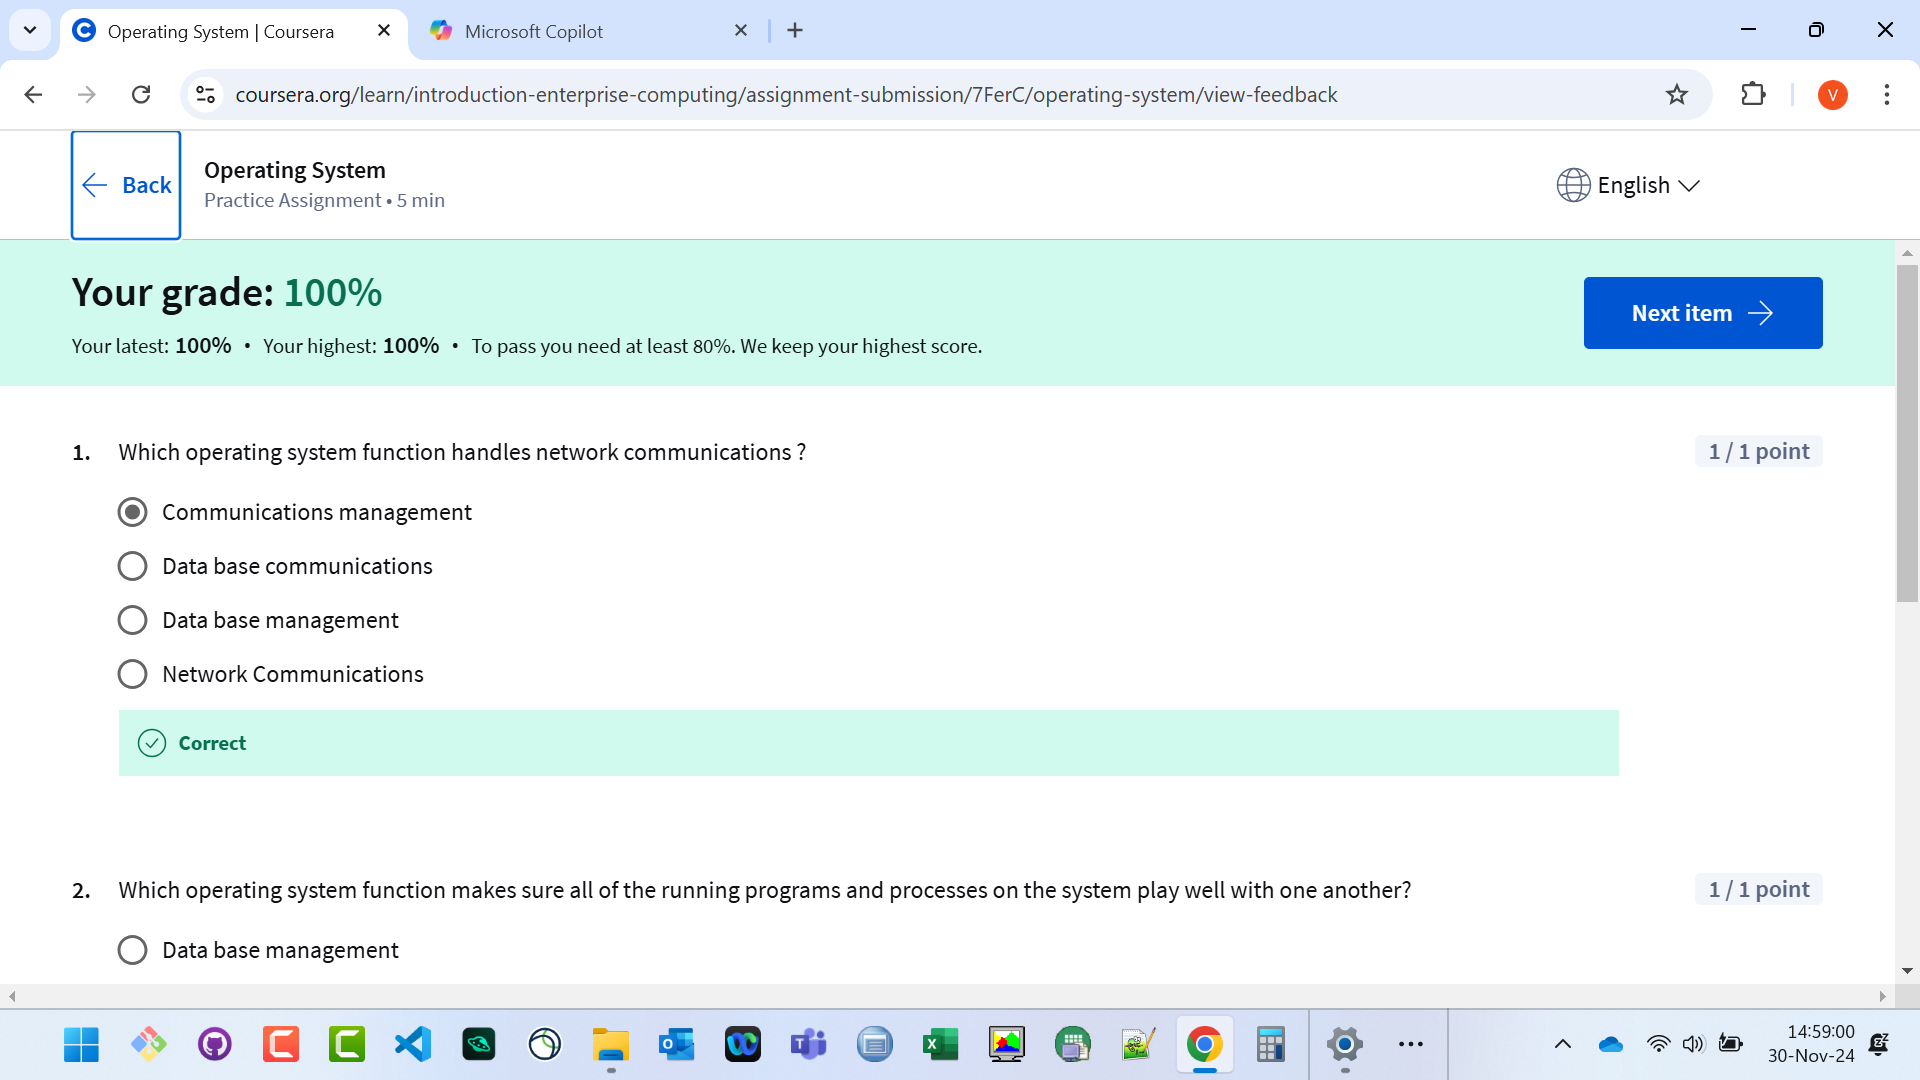 Operating System | Coursera
Microsoft Copilot
coursera.org/learn/introduction-enterprise-computing/assignment-submission/7FerC/operating-system/view-feedback
V
Back
Operating System
Practice Assignment • 5 min
English
Your grade: 100%
Your latest: 100% • Your highest: 100% • To pass you need at least 80%. We keep your highest score.
Next item
1. Which operating system function handles network communications ?
1 / 1 point
Communications management
Data base communications
Data base management
Network Communications
Correct
2. Which operating system function makes sure all of the running programs and processes on the system play well with one another?
1 / 1 point
Data base management
14:59:00
30-Nov-24